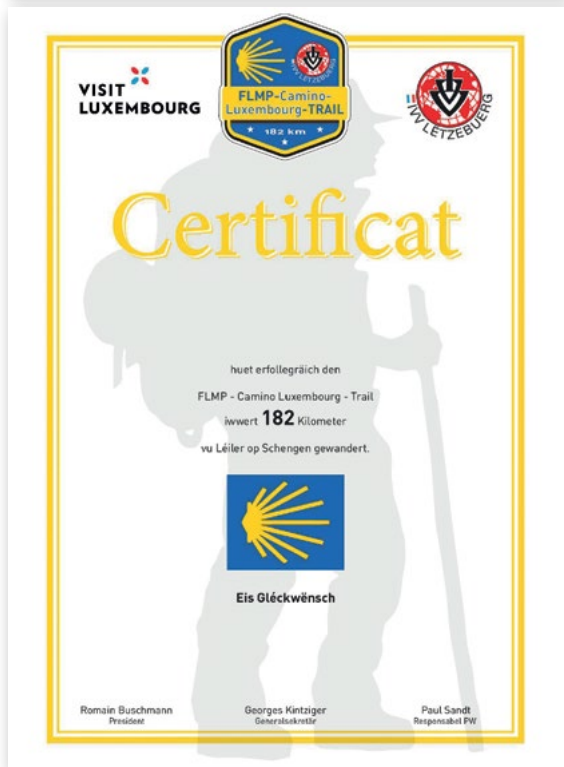 VISIT
LUXEMBOURG
FLMP-Camino-
Luxembourg-TRAIL
182 km
IVV LËTZEBUERG
Certificat
huet erfollegräich den
FLMP - Camino Luxembourg - Trail
iwwert 182 Kilometer
vu Léiler op Schengen gewandert.
Eis Gléckwënsch
Romain Buschmann
President
Georges Kintziger
Generalsekretär
Paul Sandt
Responsabel PW